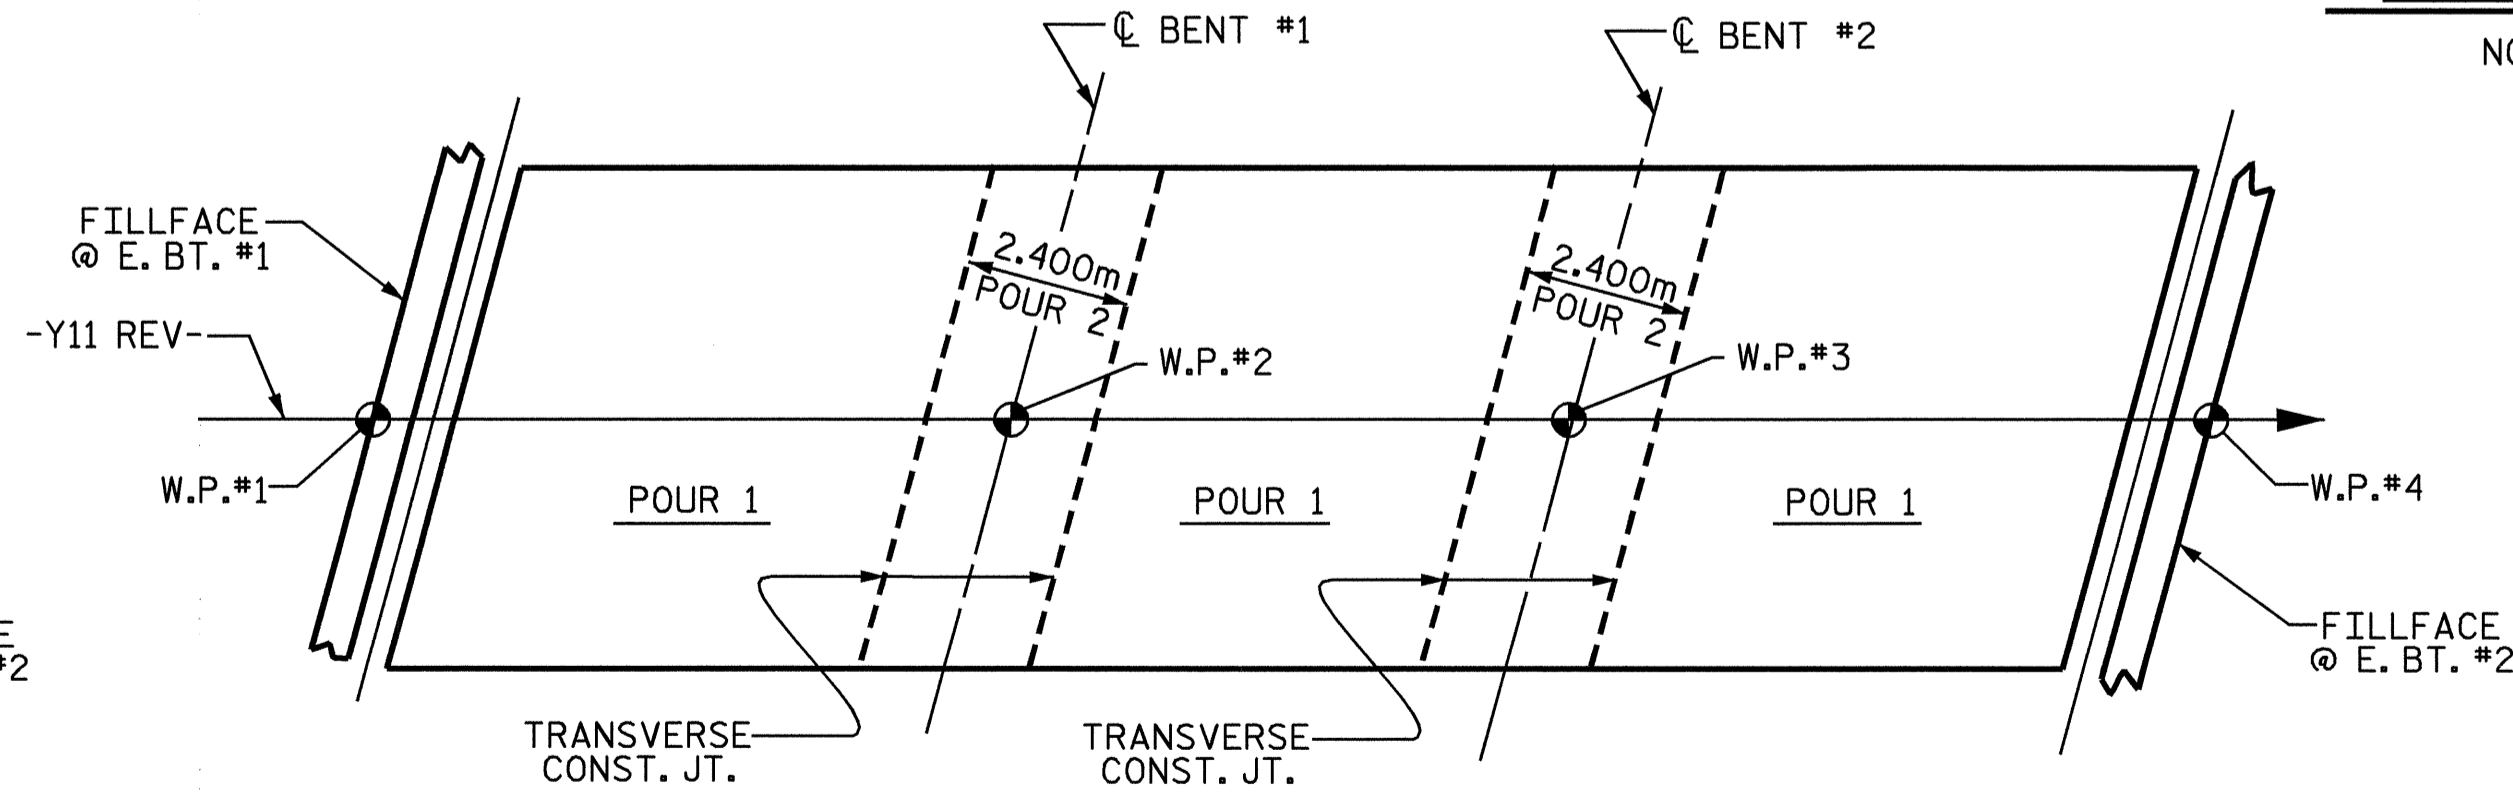 ℄ BENT #1
℄ BENT #2
FILLFACE
@ E. BT. #1
2.400m
POUR 2
2.400m
POUR 2
-Y11 REV-
W.P.#2
W.P.#3
W.P.#1
POUR 1
POUR 1
POUR 1
W.P.#4
FILLFACE
@ E. BT. #2
#2
TRANSVERSE
CONST. JT.
TRANSVERSE
CONST. JT.